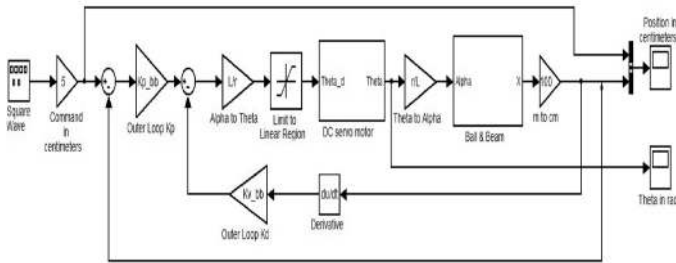 Square
Wave
5
Command
in
centimeters
Kp_bb
Outer Loop Kp
L/r
Alpha to Theta
Limit to
Linear Region
Theta_d
Theta
DC servo motor
r/L
Theta to Alpha
Alpha
X
Ball & Beam
100
m to cm
Position in
centimeters
Theta in rad
Kv_bb
Outer Loop Kd
du/dt
Derivative